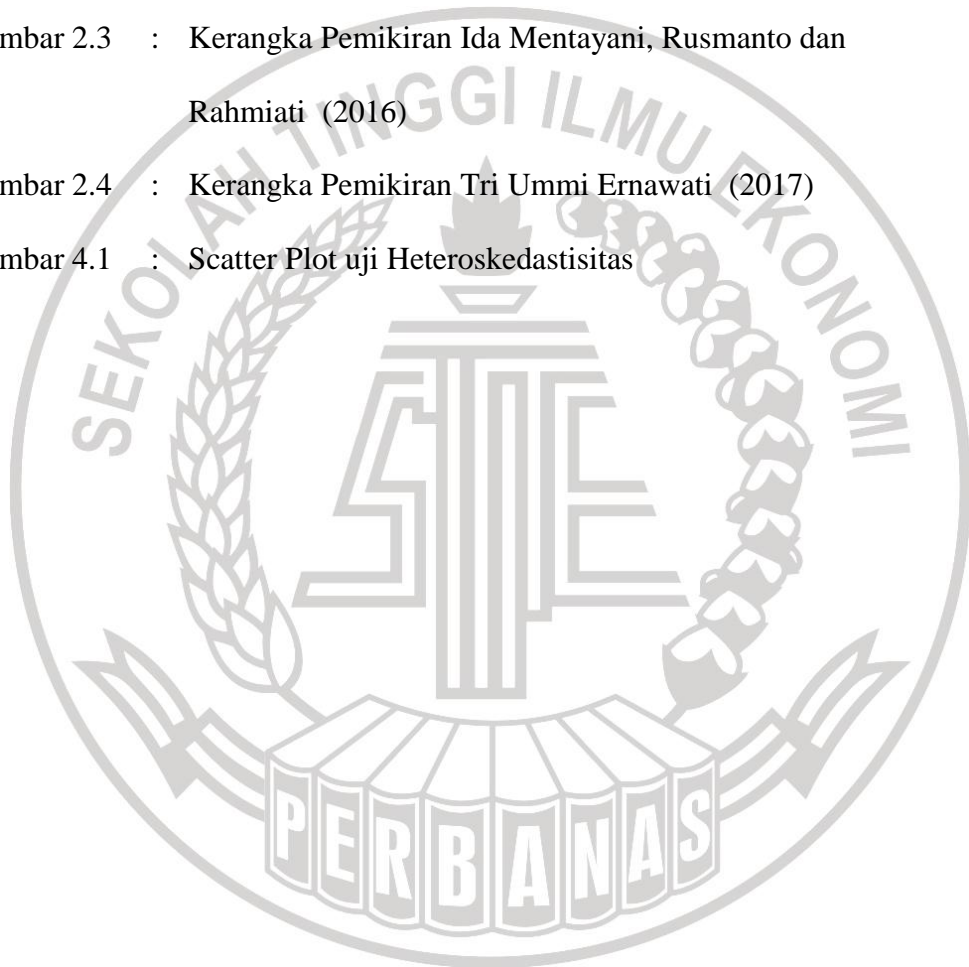 mbar 2.3 : Kerangka Pemikiran Ida Mentayani, Rusmanto dan
Rahmiati (2016)
mbar 2.4 : Kerangka Pemikiran Tri Ummi Ernawati (2017)
mbar 4.1 : Scatter Plot uji Heteroskedastisitas
SEKOLAH TINGGI ILMU EKONOMI
STIE
PERBANAS